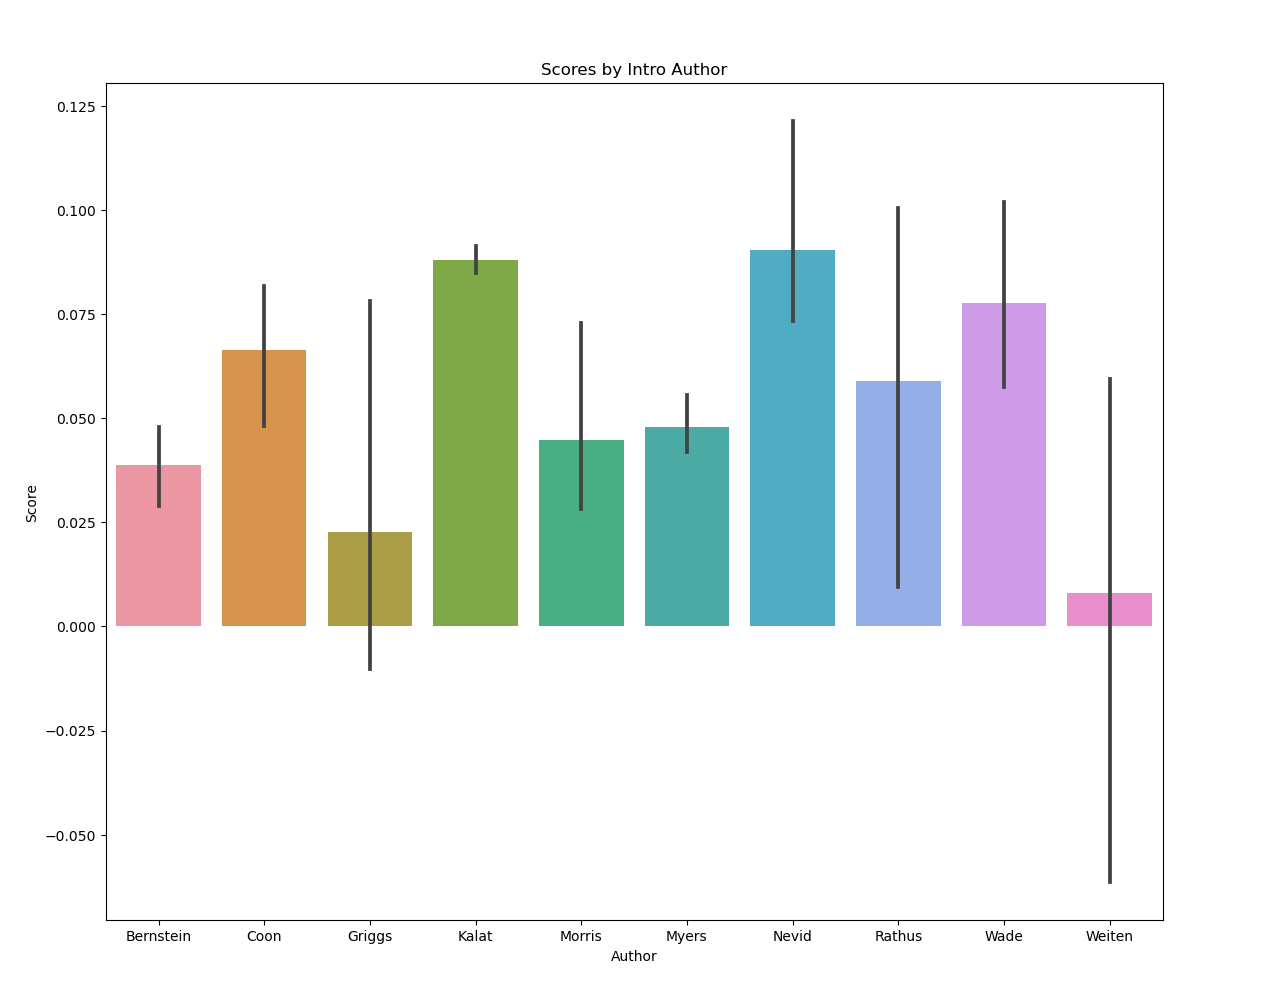 Scores by Intro Author
0.125
0.100
0.075
0.050
0.025
0.000
−0.025
−0.050
Score
Bernstein Coon Griggs Kalat Morris Myers Nevid Rathus Wade Weiten
Author